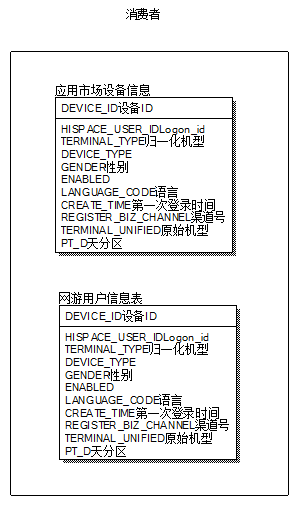 消费者
应用市场设备信息
DEVICE_ID设备ID
HISPACE_USER_IDLogon_id
TERMINAL_TYPE归一化机型
DEVICE_TYPE
GENDER性别
ENABLED
LANGUAGE_CODE语言
CREATE_TIME第一次登录时间
REGISTER_BIZ_CHANNEL渠道号
TERMINAL_UNIFIED原始机型
PT_D天分区
网游用户信息表
DEVICE_ID设备ID
HISPACE_USER_IDLogon_id
TERMINAL_TYPE归一化机型
DEVICE_TYPE
GENDER性别
ENABLED
LANGUAGE_CODE语言
CREATE_TIME第一次登录时间
REGISTER_BIZ_CHANNEL渠道号
TERMINAL_UNIFIED原始机型
PT_D天分区